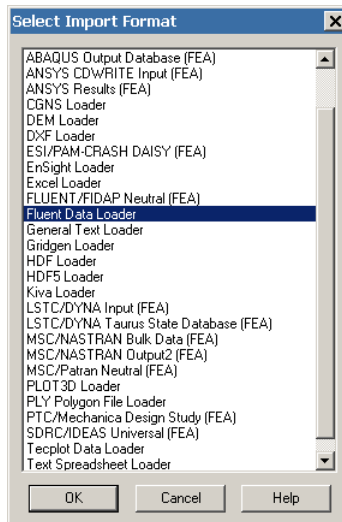 Select Import Format
ABAQUS Output Database (FEA)
ANSYS CDWRITE Input (FEA)
ANSYS Results (FEA)
CGNS Loader
DEM Loader
DXF Loader
ESI/PAM-CRASH DAISY (FEA)
EnSight Loader
Excel Loader
FLUENT/FIDAP Neutral (FEA)
Fluent Data Loader
General Text Loader
Gridgen Loader
HDF Loader
HDF5 Loader
Kiva Loader
LSTC/DYNA Input (FEA)
LSTC/DYNA Taurus State Database (FEA)
MSC/NASTRAN Bulk Data (FEA)
MSC/NASTRAN Output2 (FEA)
MSC/Patran Neutral (FEA)
PLOT3D Loader
PLY Polygon File Loader
PTC/Mechanica Design Study (FEA)
SDRC/IDEAS Universal (FEA)
Tecplot Data Loader
Text Spreadsheet Loader
OK Cancel Help